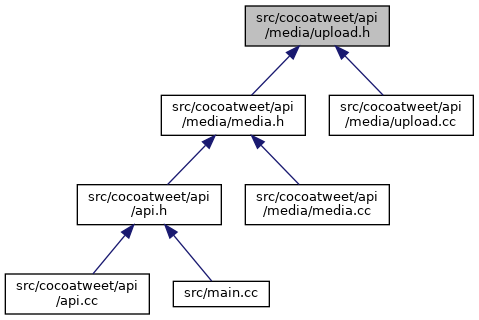 src/cocoatweet/api
/media/upload.h
src/cocoatweet/api
/media/media.h
src/cocoatweet/api
/media/upload.cc
src/cocoatweet/api
/api.h
src/cocoatweet/api
/media/media.cc
src/cocoatweet/api
/api.cc
src/main.cc